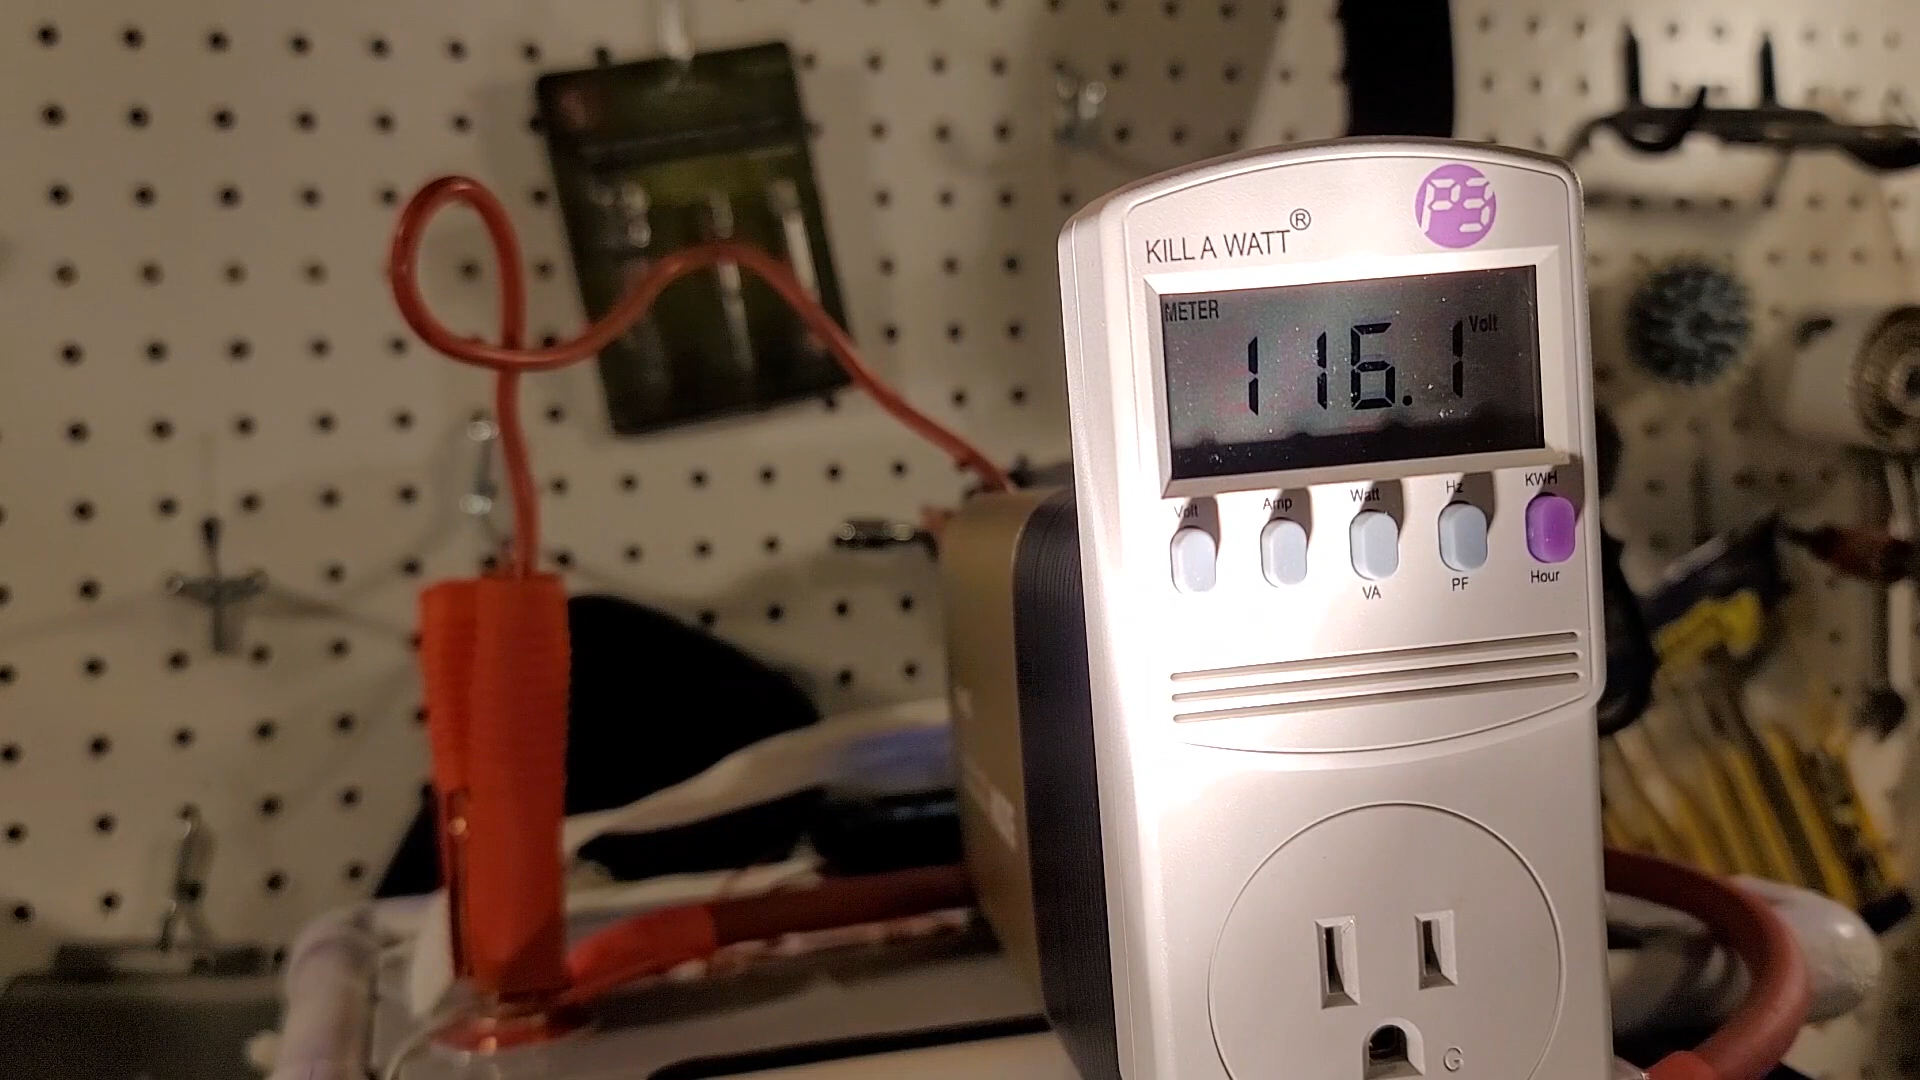 P3
KILL A WATT®
METER
116.1 Volt
Volt Amp Watt Hz KWH
VA PF Hour
G